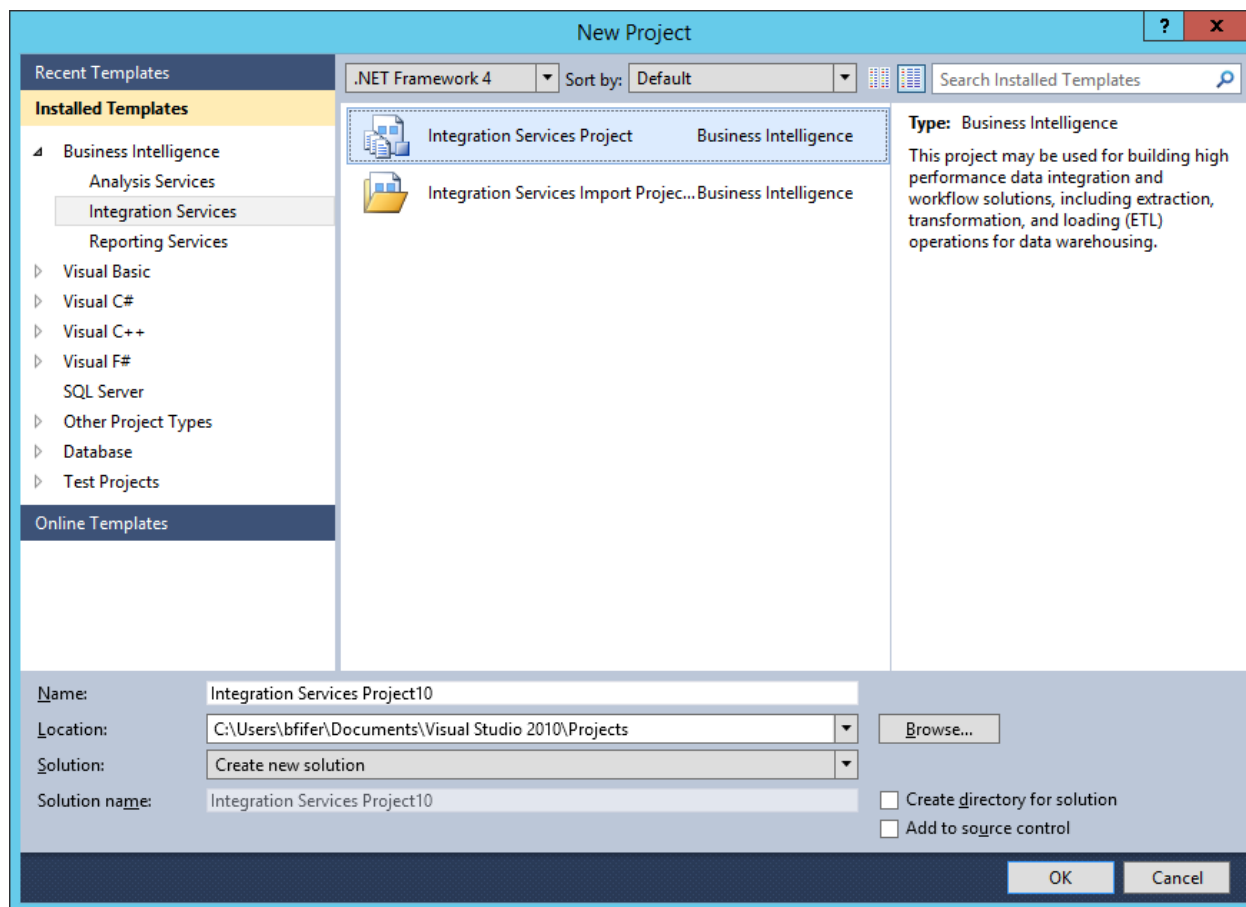 New Project
?
x
Recent Templates
Installed Templates
Business Intelligence
Analysis Services
Integration Services
Reporting Services
Visual Basic
Visual C#
Visual C++
Visual F#
SQL Server
Other Project Types
Database
Test Projects
Online Templates
.NET Framework 4
Sort by:
Default
Search Installed Templates
Integration Services Project Business Intelligence
Integration Services Import Projec... Business Intelligence
Type: Business Intelligence
This project may be used for building high
performance data integration and
workflow solutions, including extraction,
transformation, and loading (ETL)
operations for data warehousing.
Name: Integration Services Project10
Location: C:\Users\bfifer\Documents\Visual Studio 2010\Projects
Browse...
Solution: Create new solution
Solution name: Integration Services Project10
Create directory for solution
Add to source control
OK
Cancel